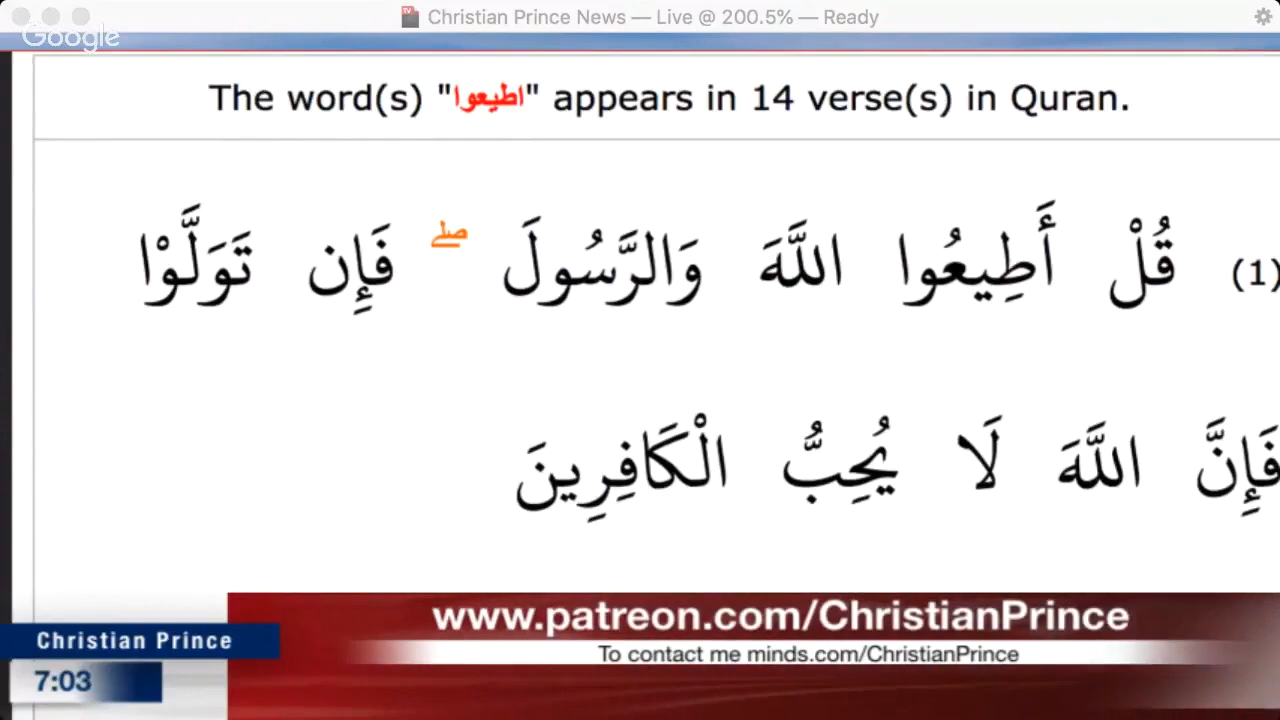 Christian Prince News — Live @ 200.5% — Ready
Google
The word(s) "اطيعوا" appears in 14 verse(s) in Quran.
(1) قُلْ أَطِيعُوا اللَّهَ وَالرَّسُولَ ۖ فَإِن تَوَلَّوْا
فَإِنَّ اللَّهَ لَا يُحِبُّ الْكَافِرِينَ
www.patreon.com/ChristianPrince
Christian Prince
To contact me minds.com/ChristianPrince
7:03